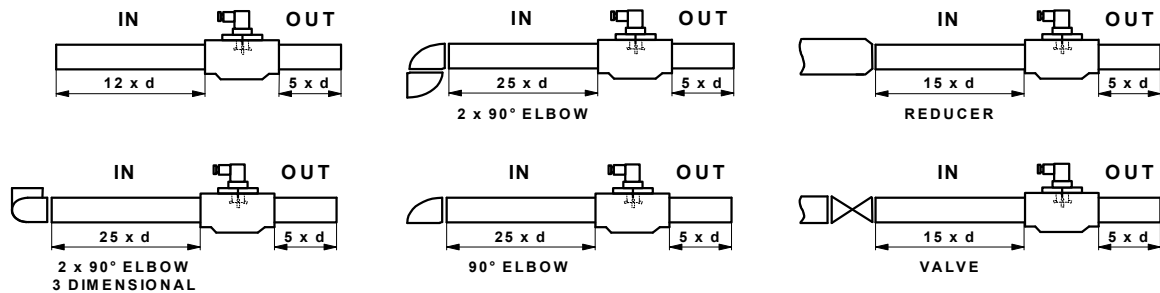 IN OUT
12 x d 5 x d
IN OUT
25 x d 5 x d
2 x 90° ELBOW
IN OUT
15 x d 5 x d
REDUCER
IN OUT
25 x d 5 x d
2 x 90° ELBOW
3 DIMENSIONAL
IN OUT
25 x d 5 x d
90° ELBOW
IN OUT
15 x d 5 x d
VALVE